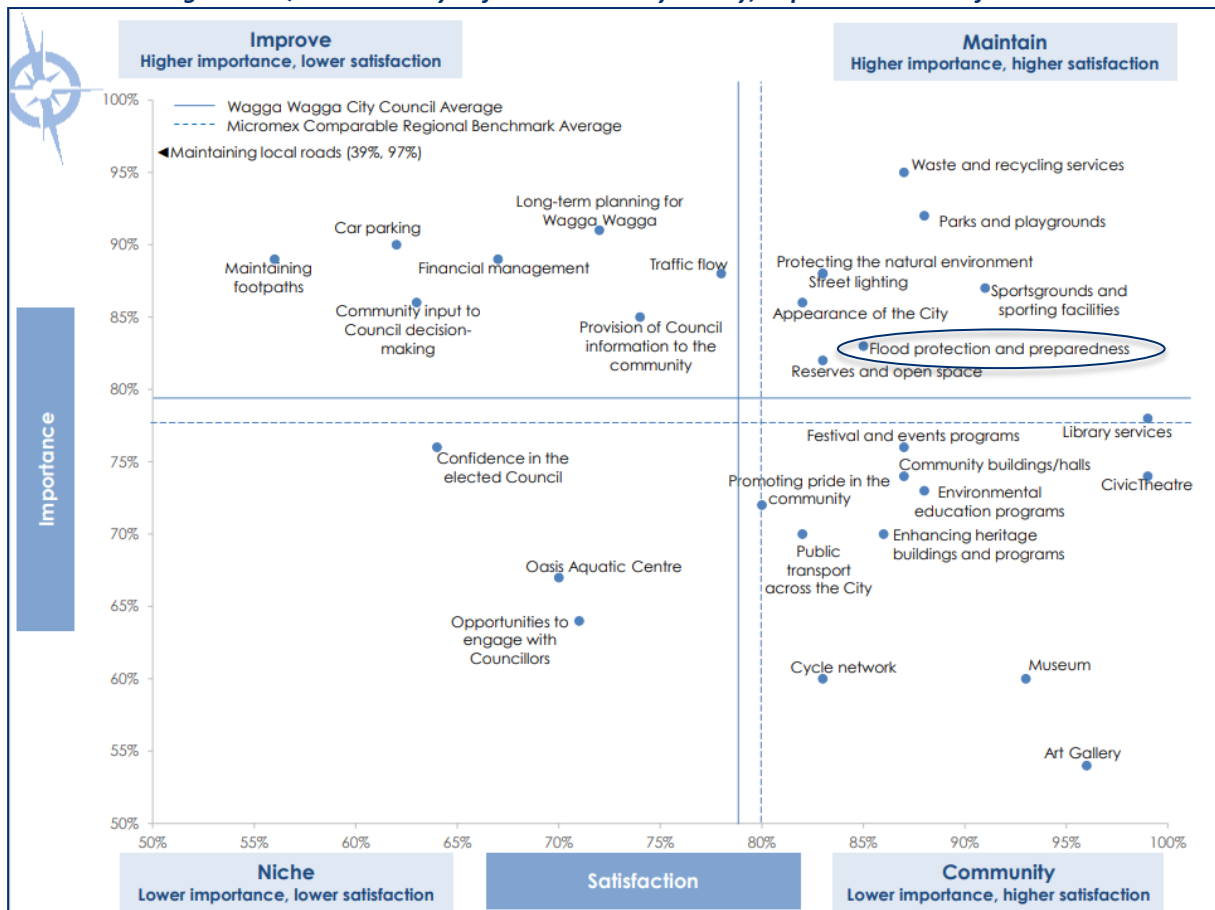 Improve
Higher importance, lower satisfaction
Maintain
Higher importance, higher satisfaction
100%
Wagga Wagga City Council Average
Micromex Comparable Regional Benchmark Average
◄Maintaining local roads (39%, 97%)
95%
Waste and recycling services
Long-term planning for
Wagga Wagga
Parks and playgrounds
Car parking
90%
Maintaining
footpaths
Financial management
Traffic flow
Protecting the natural environment
Street lighting
Sportsgrounds and
sporting facilities
Community input to
Council decision-
making
Appearance of the City
85%
Provision of Council
information to the
community
Flood protection and preparedness
Reserves and open space
80%
Importance
Library services
Festival and events programs
75%
Confidence in the
elected Council
Community buildings/halls
CivicTheatre
Promoting pride in the
community
Environmental
education programs
70%
Enhancing heritage
buildings and programs
Public
transport
across the City
Oasis Aquatic Centre
65%
Opportunities to
engage with
Councillors
60%
Cycle network
Museum
55%
Art Gallery
50%
50% 55% 60% 65% 70% 75% 80% 85% 90% 95% 100%
Niche
Lower importance, lower satisfaction
Satisfaction
Community
Lower importance, higher satisfaction